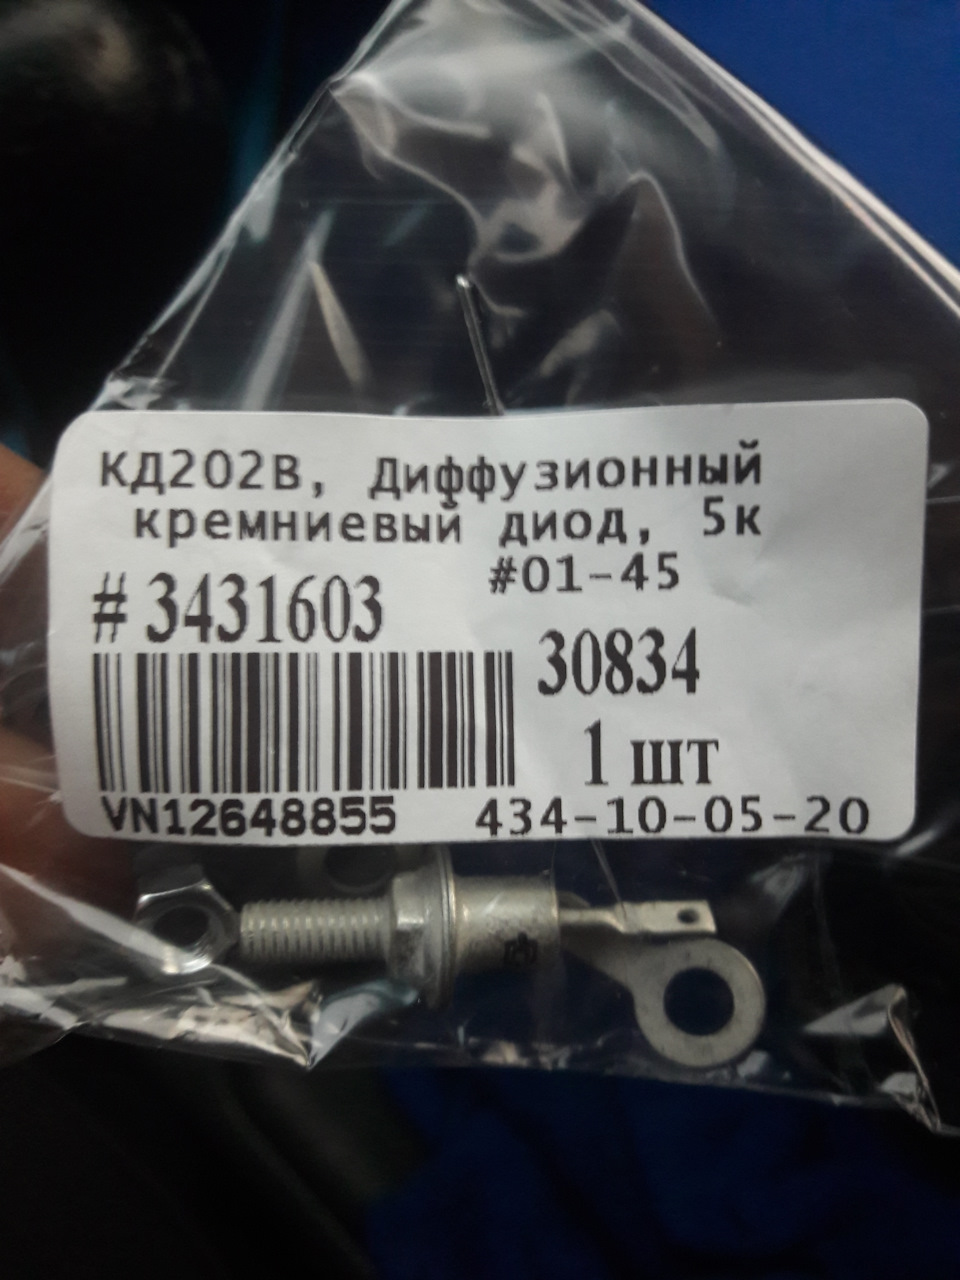 КД202В, Диффузионный
кремниевый диод, 5к
#01-45
#3431603
30834
1 шт
VN12648855 434-10-05-20